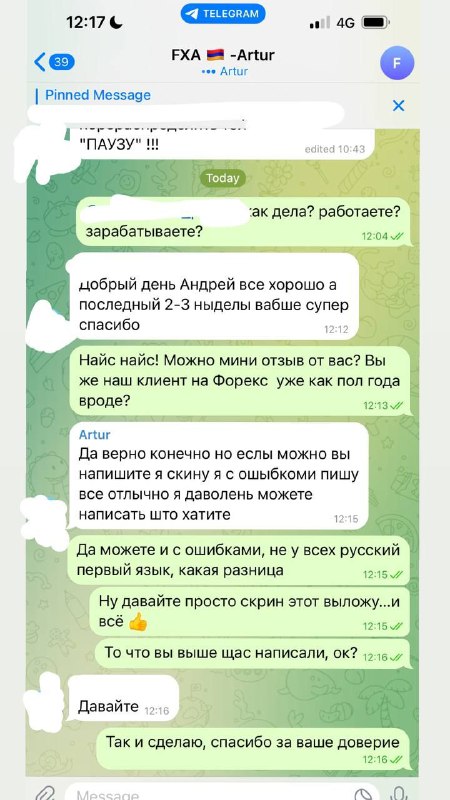 12:17
TELEGRAM
4G
39
FXA 🇦🇲 -Artur
Artur
F
Pinned Message
"ПАУЗУ" !!!
edited 10:43
Today
как дела? работаете?
зарабатываете?
12:04
Добрый день Андрей все хорошо а
последный 2-3 ныделы вабше супер
спасибо
12:12
Найс найс! Можно мини отзыв от вас? Вы
же наш клиент на Форекс уже как пол года
вроде?
12:13
Artur
Да верно конечно но еслы можно вы
напишите я скину я с ошыбкоми пишу
все отлычно я даволень можете
написать што хатите
12:15
Да можете и с ошибками, не у всех русский
первый язык, какая разница
12:15
Ну давайте просто скрин этот выложу...и
всё 👍
12:15
То что вы выше щас написали, ок?
12:16
Давайте
12:16
Так и сделаю, спасибо за ваше доверие
12:16
Message